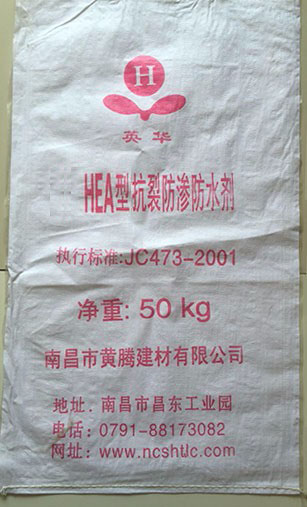 H
英华
HEA型抗裂防渗防水剂
执行标准:JC473-2001
净重: 50 kg
南昌市黄腾建材有限公司
地址: 南昌市昌东工业园
电话: 0791-88173082
网址: www.ncshtlc.com